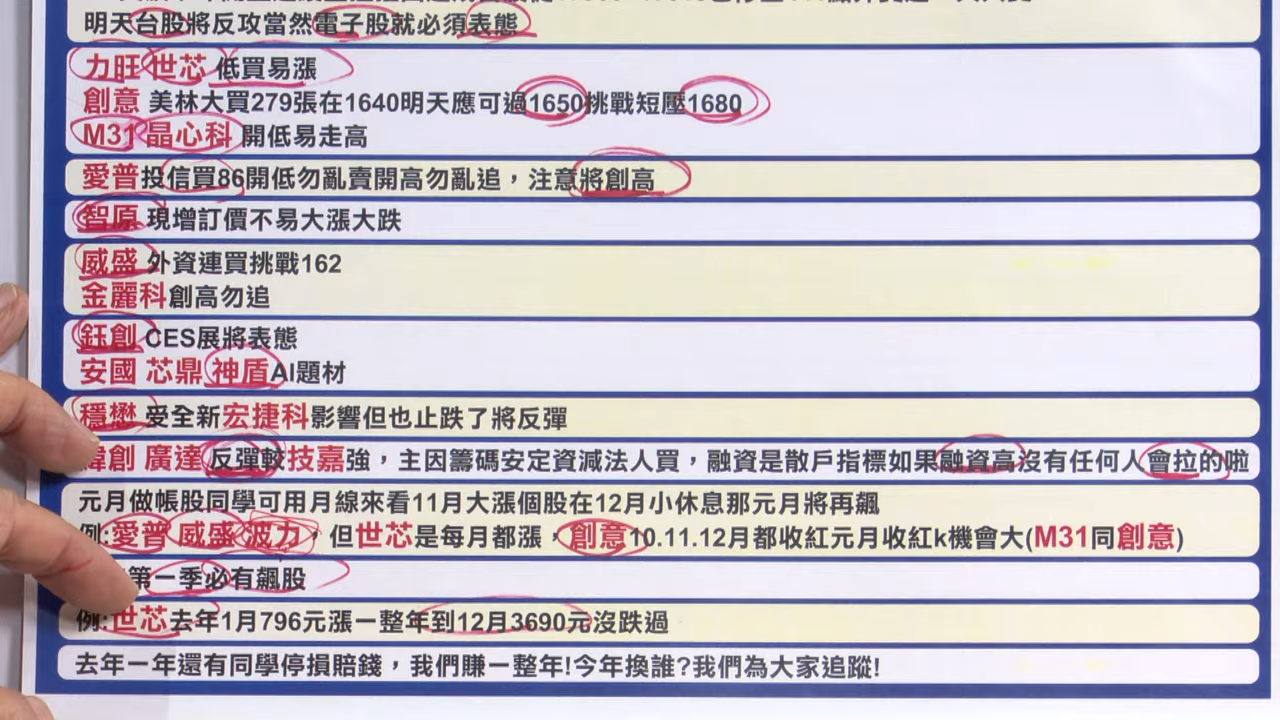 明天台股將反攻當然電子股就必須表態
力旺 世芯 低買易漲
創意 美林大買279張在1640明天應可過1650挑戰短壓1680
M31 晶心科 開低易走高
愛普投信買86開低勿亂賣開高勿亂追，注意將創高
智原 現增訂價不易大漲大跌
威盛 外資連買挑戰162
金麗科創高勿追
鈺創 CES展將表態
安國 芯鼎 神盾AI題材
穩懋 受全新宏捷科影響但也止跌了將反彈
緯創 廣達 反彈較技嘉強，主因籌碼安定資減法人買，融資是散戶指標如果融資高沒有任何人會拉的啦
元月做帳股同學可用月線來看11月大漲個股在12月小休息那元月將再飆
例:愛普 威盛 波力，但世芯是每月都漲，創意10.11.12月都收紅元月收紅k機會大(M31同創意)
第一季必有飆股
例:世芯去年1月796元漲一整年到12月3690元沒跌過
去年一年還有同學停損賠錢，我們賺一整年!今年換誰?我們為大家追蹤!